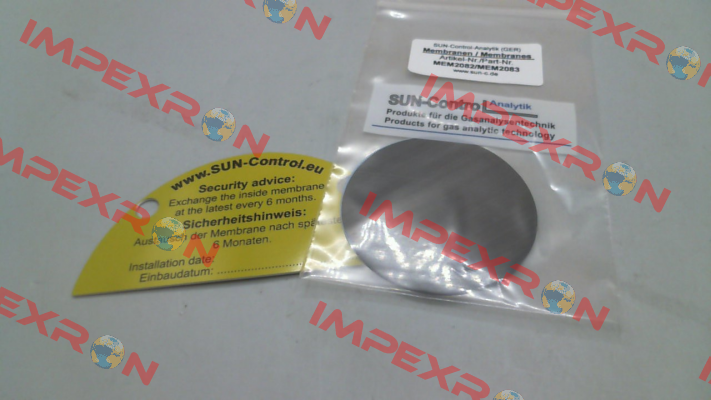 SUN-Control-Analytik (GER)
Membranen / Membranes
Artikel-Nr./Part-Nr.
MEM2082/MEM2083
www.sun-c.de
SUN-Control Analytik
Produkte für die Gasanalysentechnik
Products for gas analytic technology
www.SUN-Control.eu
Security advice:
Exchange the inside membrane
at the latest every 6 months.
Sicherheitshinweis:
Austausch der Membrane nach
6 Monaten.
Installation date:
Einbaudatum: ....................
IMPEXRON
IMPEXRON
IMPEXRON
IMPEXRON
IMPEXRON
IMPEXRON
IMPEXRON